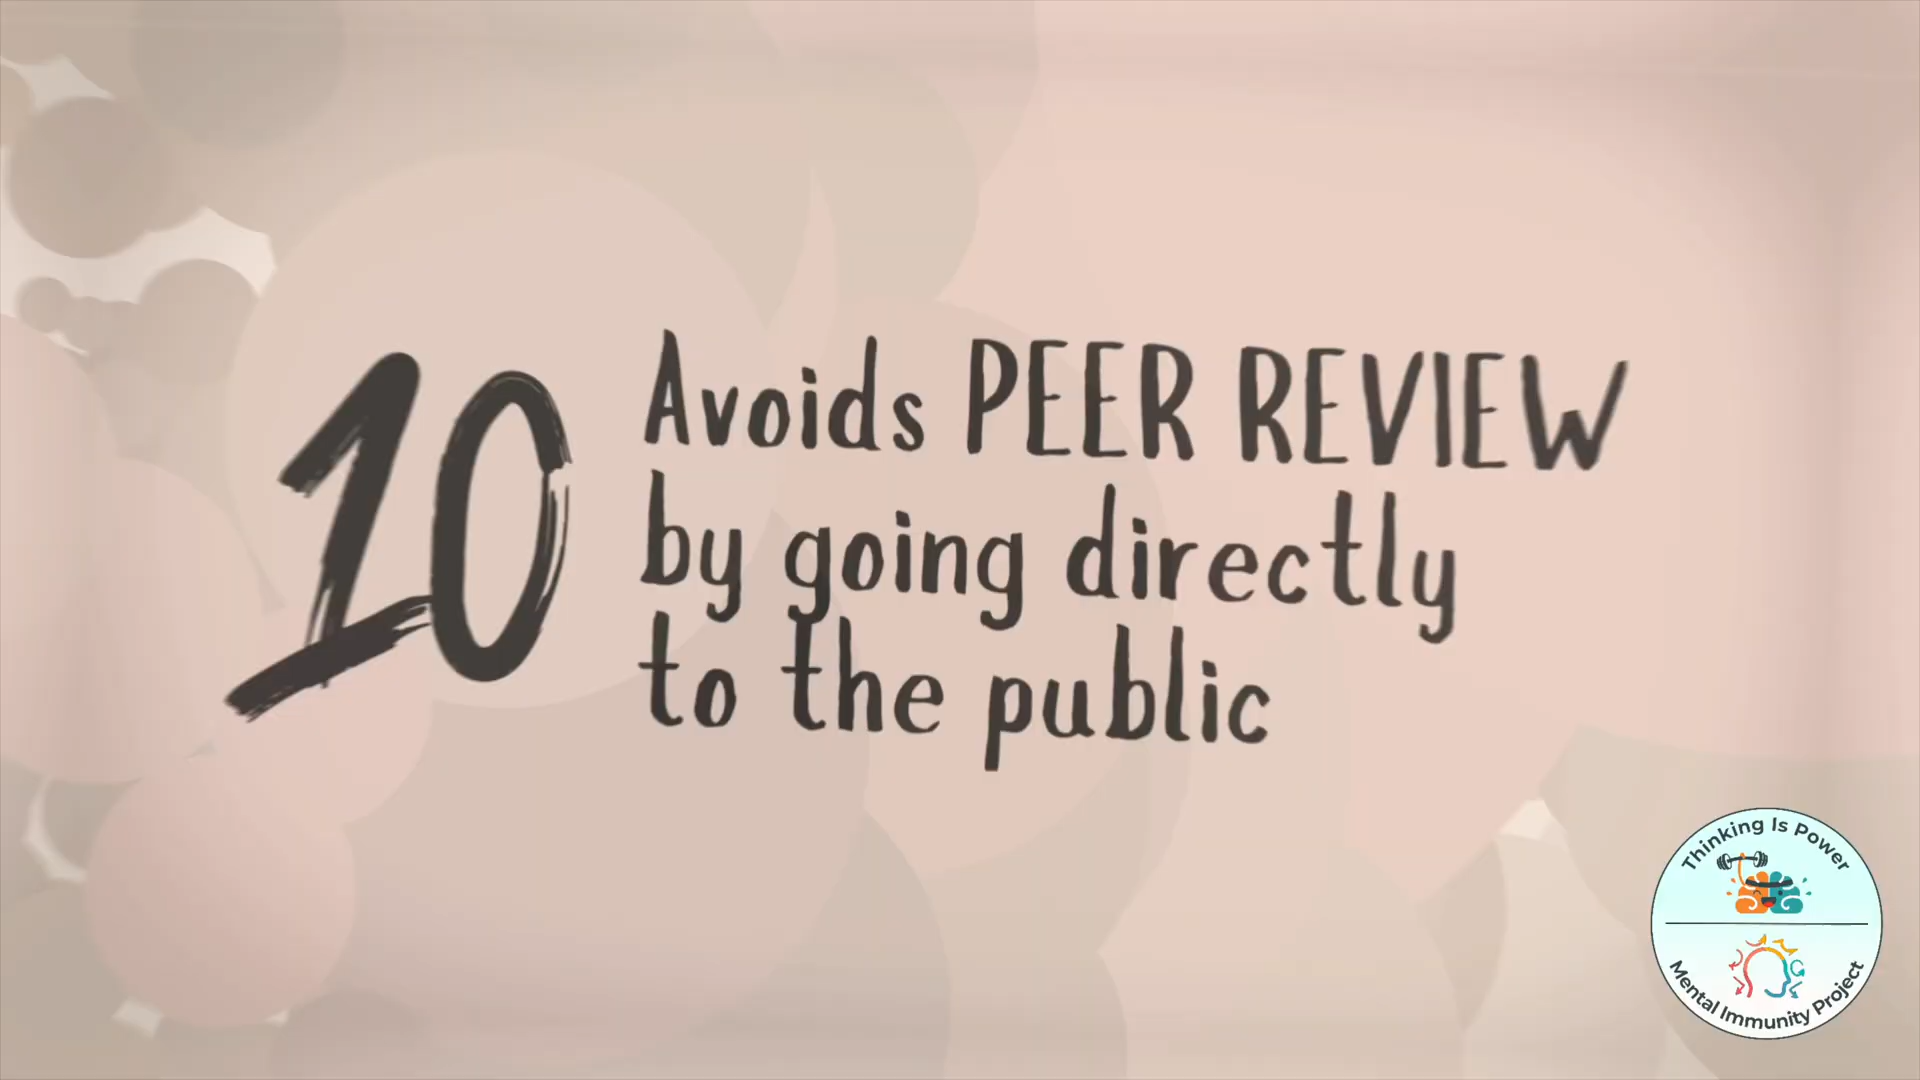 10
Avoids PEER REVIEW
by going directly
to the public
Thinking Is Power
Mental Immunity Project